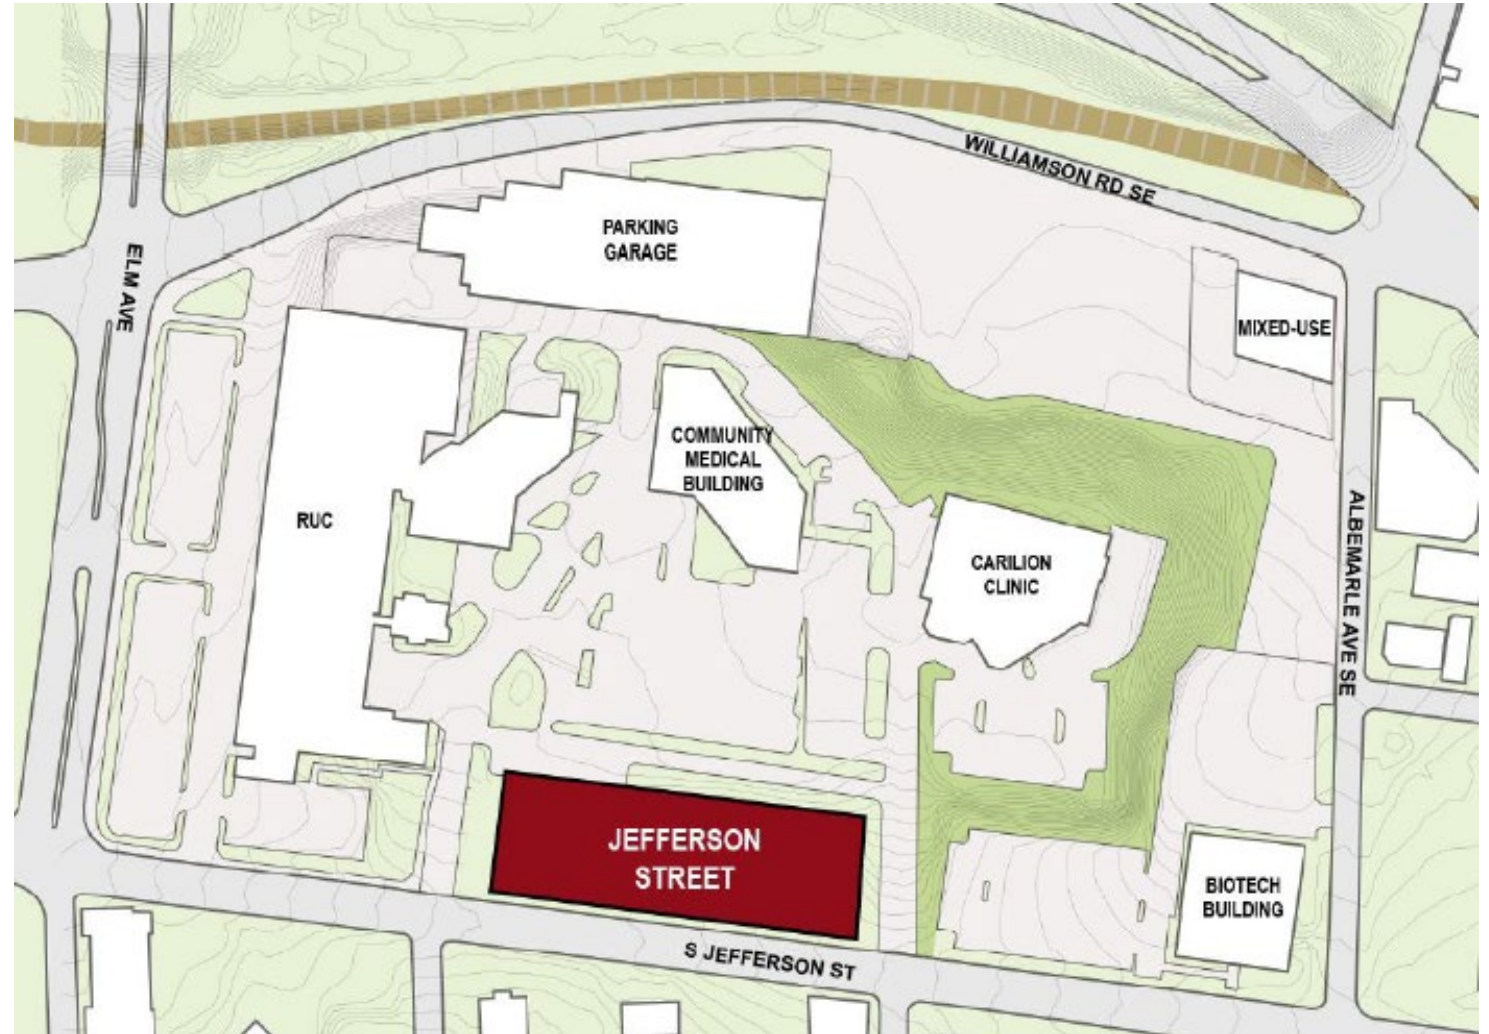 WILLIAMSON RD SE
PARKING
GARAGE
ELM AVE
MIXED-USE
COMMUNITY
MEDICAL
BUILDING
RUC
CARILION
CLINIC
ALBEMARLE AVE SE
JEFFERSON
STREET
BIOTECH
BUILDING
S JEFFERSON ST